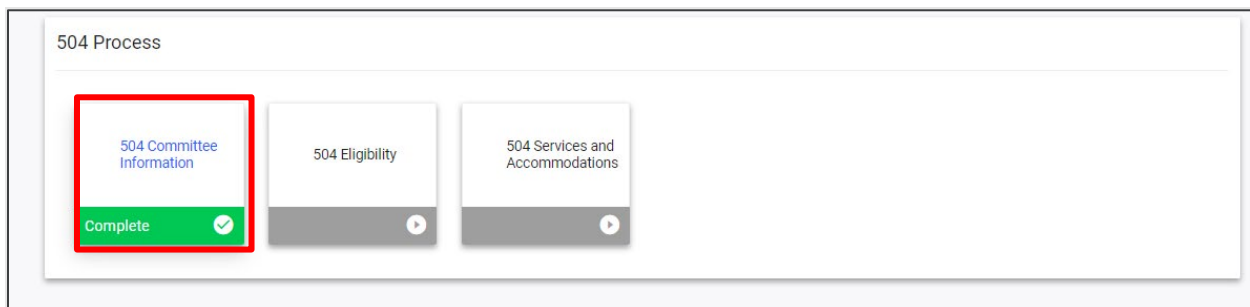 504 Process
504 Committee
Information
504 Eligibility
504 Services and
Accommodations
Complete